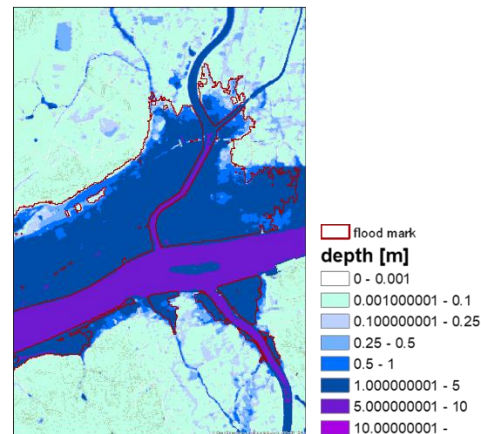 flood mark
depth [m]
0 - 0.001
0.001000001 - 0.1
0.100000001 - 0.25
0.25 - 0.5
0.5 - 1
1.000000001 - 5
5.000000001 - 10
10.00000001 -